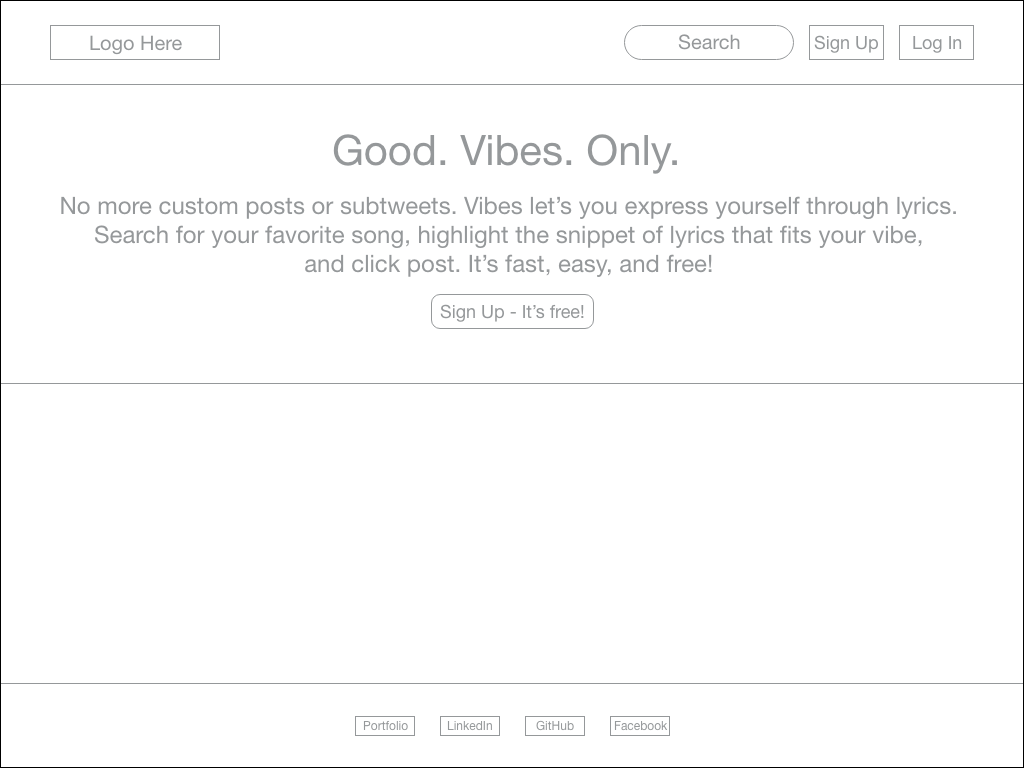 Logo Here
Search
Sign Up
Log In
Good. Vibes. Only.
No more custom posts or subtweets. Vibes let’s you express yourself through lyrics.
Search for your favorite song, highlight the snippet of lyrics that fits your vibe,
and click post. It’s fast, easy, and free!
Sign Up - It’s free!
Portfolio
LinkedIn
GitHub
Facebook